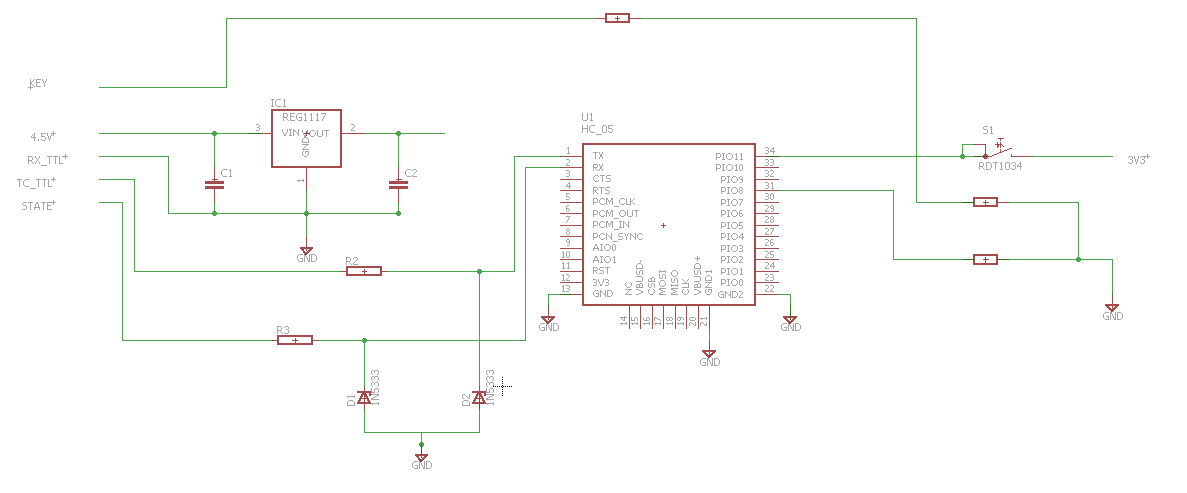 KEY
IC1
REG1117
3 VIN VOUT 2
GND
1
4.5V
RX_TTL
TC_TTL
STATE
C1
C2
GND
R2
R3
D1
1N5333
D2
1N5333
GND
U1
HC_05
1 TX
2 RX
3 CTS
4 RTS
5 PCM_CLK
6 PCM_OUT
7 PCM_IN
8 PCN_SYNC
9 AIO0
10 AIO1
11 RST
12 3V3
13 GND
PIO11 34
PIO10 33
PIO9 32
PIO8 31
PIO7 30
PIO6 29
PIO5 28
PIO4 27
PIO3 26
PIO2 25
PIO1 24
PIO0 23
GND2 22
NC 14
VBUSD- 15
CSB 16
MOSI 17
MISO 18
CLK 19
VBUSD+ 20
GND1 21
GND
GND
GND
S1
RDT1034
3V3
GND